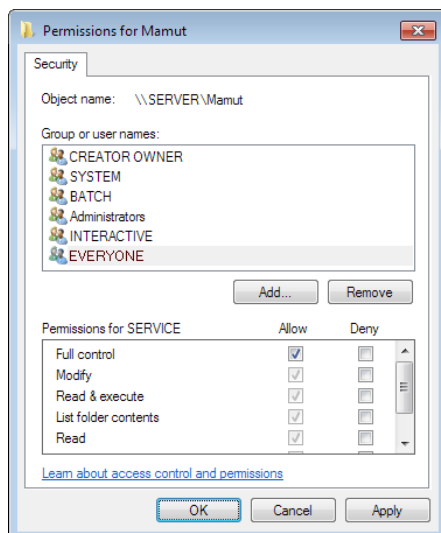 Permissions for Mamut
Security
Object name: \\SERVER\Mamut
Group or user names:
CREATOR OWNER
SYSTEM
BATCH
Administrators
INTERACTIVE
EVERYONE
Add... Remove
Permissions for SERVICE Allow Deny
Full control
Modify
Read & execute
List folder contents
Read
Learn about access control and permissions
OK Cancel Apply